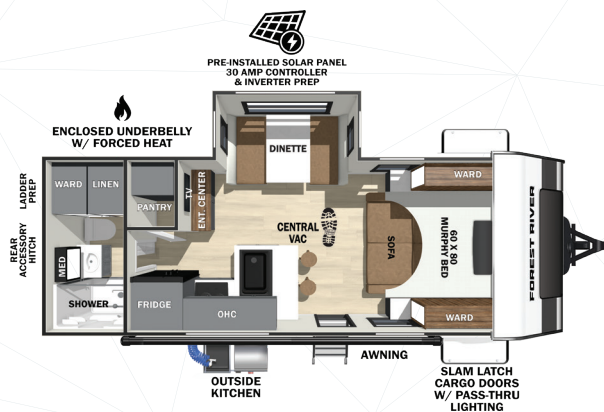 PRE-INSTALLED SOLAR PANEL
30 AMP CONTROLLER
& INVERTER PREP
ENCLOSED UNDERBELLY
W/ FORCED HEAT
DINETTE
LADDER
PREP
REAR
ACCESSORY
HITCH
WARD
LINEN
PANTRY
TV
ENT. CENTER
WARD
CENTRAL
VAC
SOFA
60 X 80
MURPHY BED
FOREST RIVER
MED
SHOWER
FRIDGE
OHC
WARD
AWNING
OUTSIDE
KITCHEN
SLAM LATCH
CARGO DOORS
W/ PASS-THRU
LIGHTING